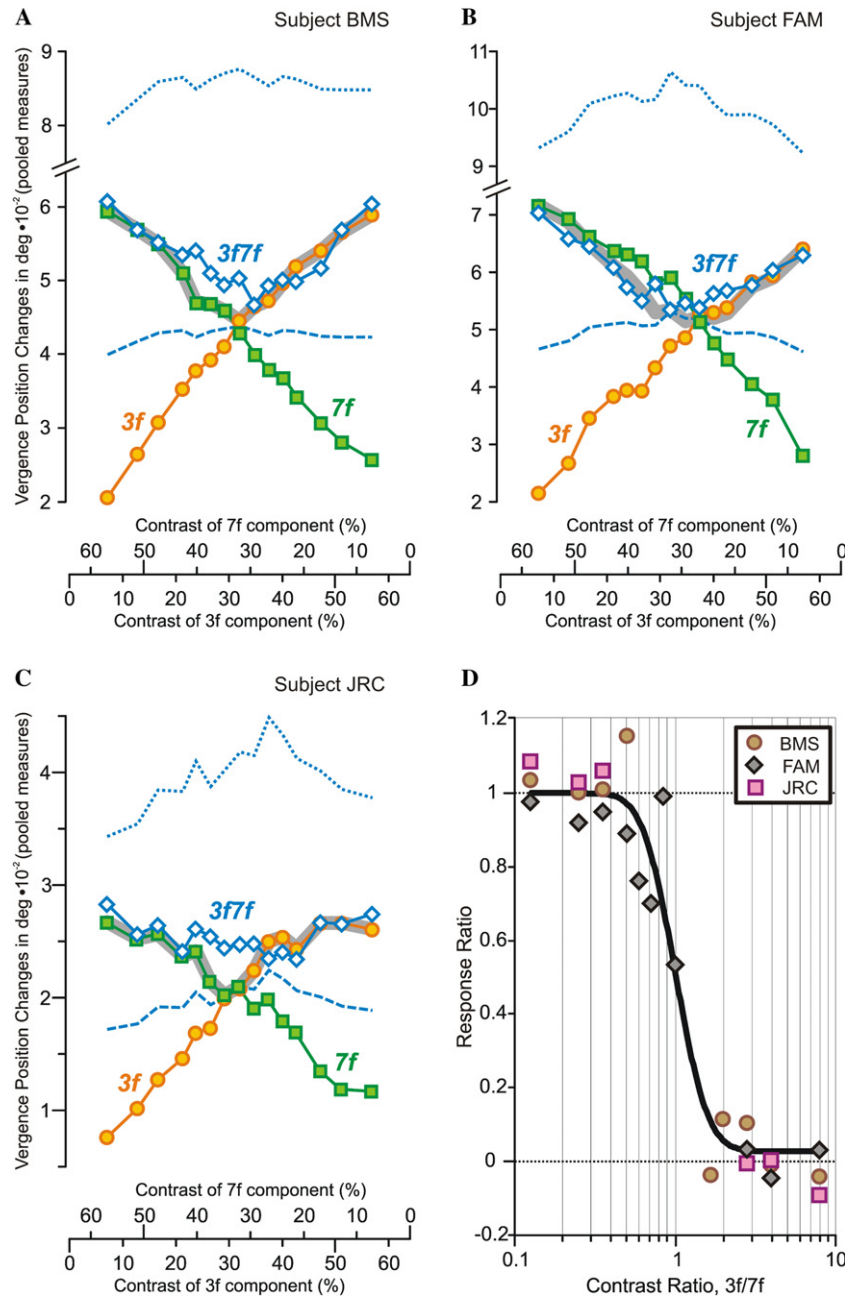 A
Subject BMS
Vergence Position Changes in deg •10⁻² (pooled measures)
9
8
6
5
4
3
2
3f7f
3f
7f
Contrast of 7f component (%)
60 50 40 30 20 10 0
0 10 20 30 40 50 60
Contrast of 3f component (%)
B
Subject FAM
11
10
9
7
6
5
4
3
2
3f7f
3f
7f
Contrast of 7f component (%)
60 50 40 30 20 10 0
0 10 20 30 40 50 60
Contrast of 3f component (%)
C
Subject JRC
Vergence Position Changes in deg •10⁻² (pooled measures)
4
3
2
1
3f7f
3f
7f
Contrast of 7f component (%)
60 50 40 30 20 10 0
0 10 20 30 40 50 60
Contrast of 3f component (%)
D
Response Ratio
1.2
1
0.8
0.6
0.4
0.2
0
-0.2
BMS
FAM
JRC
0.1 1 10
Contrast Ratio, 3f/7f